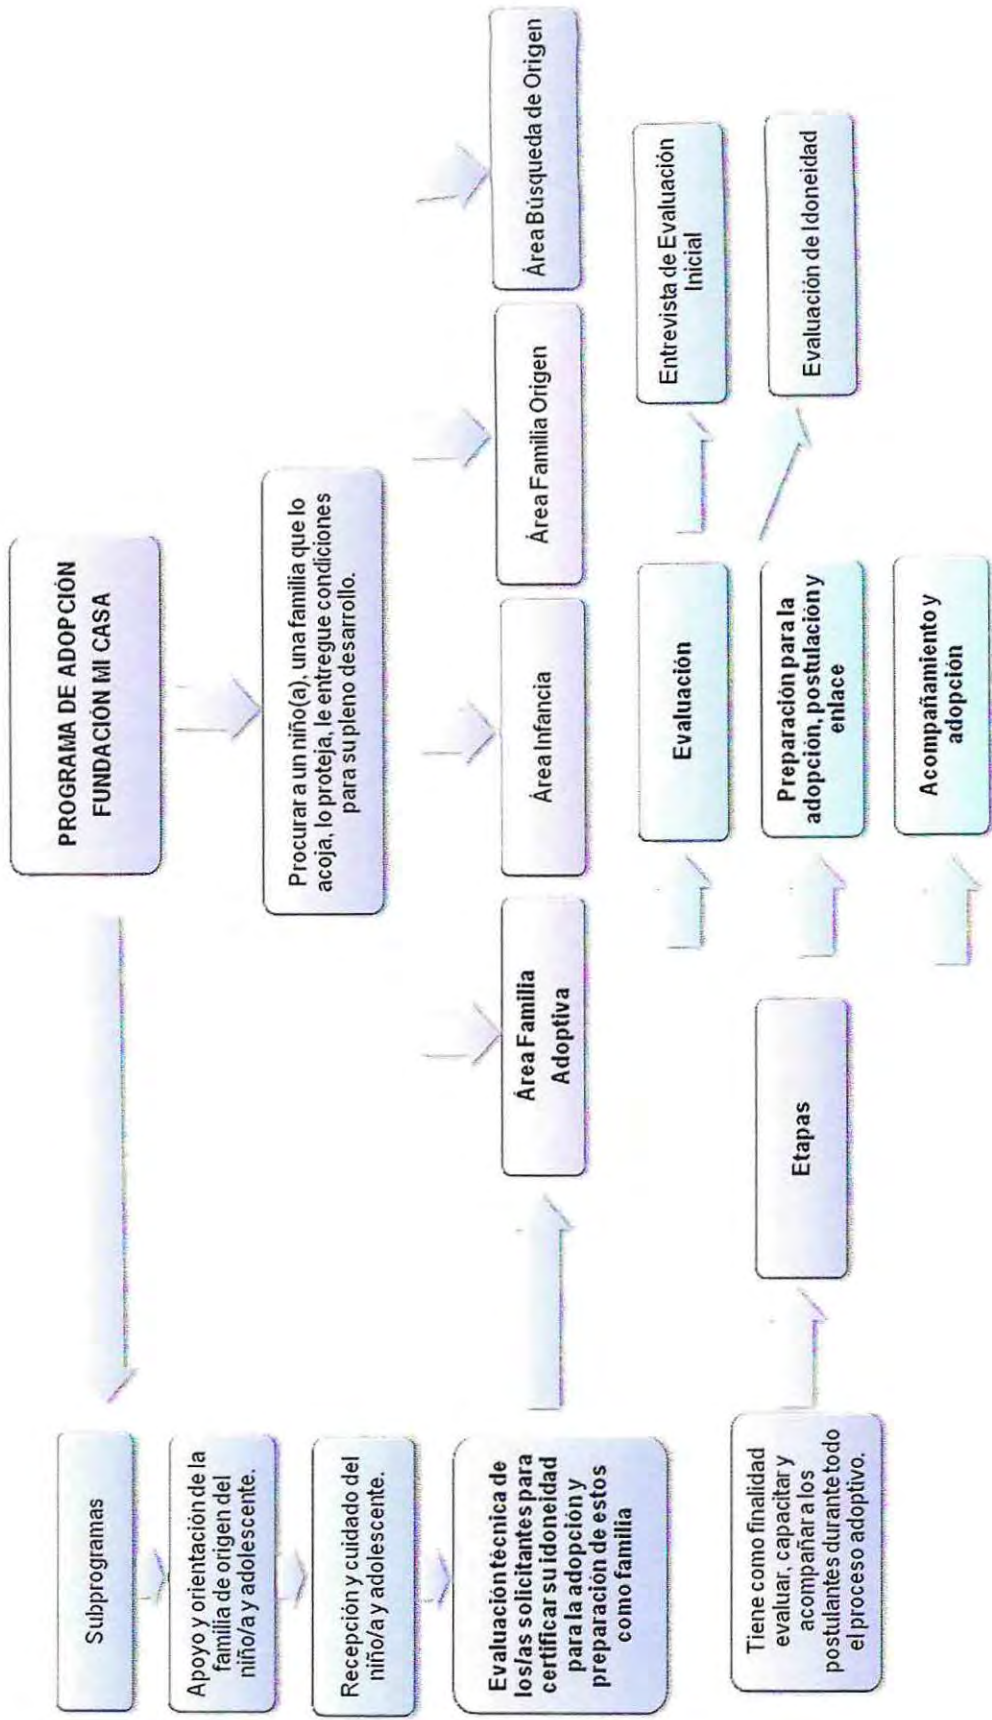 PROGRAMA DE ADOPCIÓN
FUNDACIÓN MI CASA
Procurar a un niño(a), una familia que lo
acoja, lo proteja, le entregue condiciones
para su pleno desarrollo.
Subprogramas
Apoyo y orientación de la
familia de origen del
niño/a y adolescente.
Recepción y cuidado del
niño/a y adolescente.
Evaluación técnica de
los/as solicitantes para
certificar su idoneidad
para la adopción y
preparación de estos
como familia
Área Familia
Adoptiva
Área Infancia
Área Familia Origen
Área Búsqueda de Origen
Tiene como finalidad
evaluar, capacitar y
acompañar a los
postulantes durante todo
el proceso adoptivo.
Etapas
Evaluación
Preparación para la
adopción, postulación y
enlace
Acompañamiento y
adopción
Entrevista de Evaluación
Inicial
Evaluación de Idoneidad